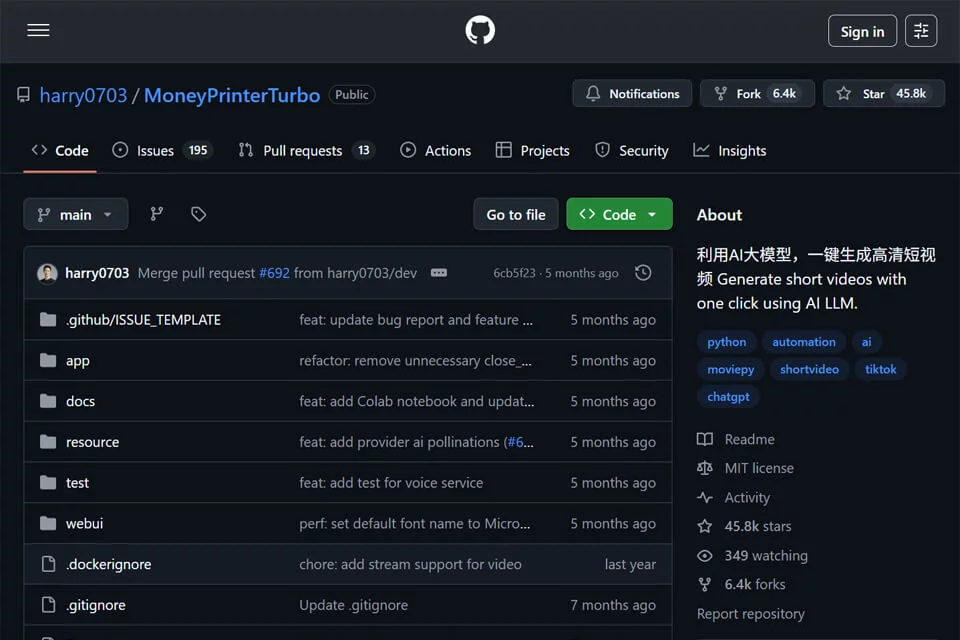 Sign in
harry0703 / MoneyPrinterTurbo Public
Notifications Fork 6.4k Star 45.8k
Code Issues 195 Pull requests 13 Actions Projects Security Insights
main Go to file Code
harry0703 Merge pull request #692 from harry0703/dev 6cb5f23 · 5 months ago
.github/ISSUE_TEMPLATE feat: update bug report and feature ... 5 months ago
app refactor: remove unnecessary close_... 5 months ago
docs feat: add Colab notebook and updat... 5 months ago
resource feat: add provider ai pollinations (#6... 5 months ago
test feat: add test for voice service 5 months ago
webui perf: set default font name to Micro... 5 months ago
.dockerignore chore: add stream support for video last year
.gitignore Update .gitignore 7 months ago
About
利用AI大模型，一键生成高清短视
频 Generate short videos with
one click using AI LLM.
python automation ai
moviepy shortvideo tiktok
chatgpt
Readme
MIT license
Activity
45.8k stars
349 watching
6.4k forks
Report repository